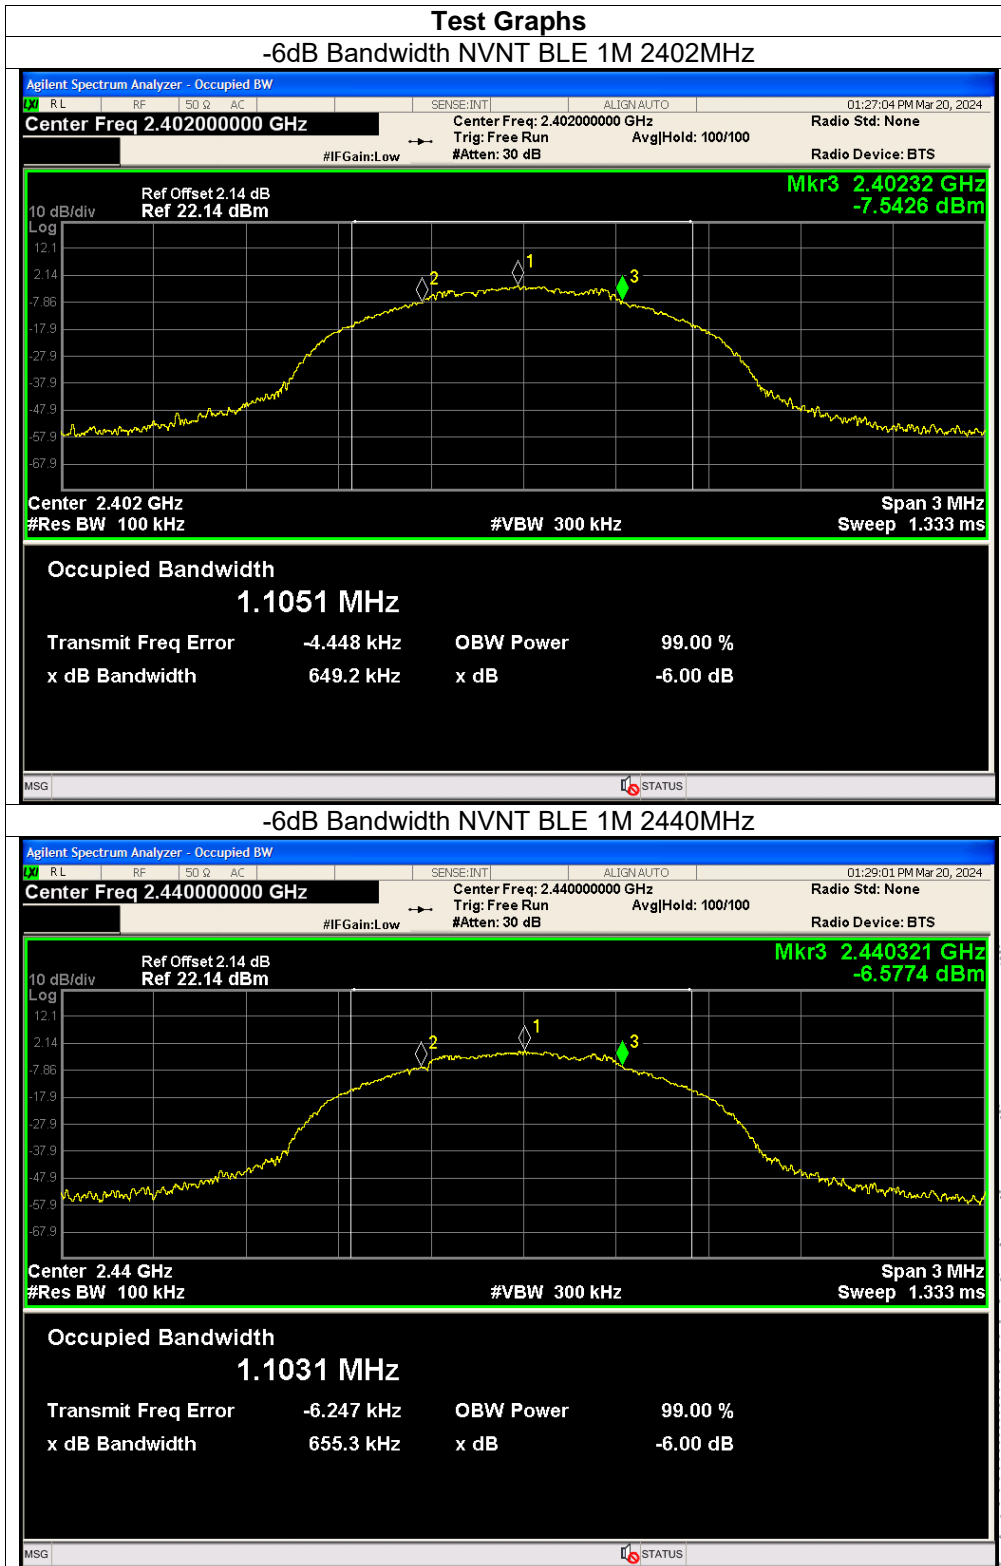 Test Graphs
-6dB Bandwidth NVNT BLE 1M 2402MHz
Agilent Spectrum Analyzer - Occupied BW
LXI RL RF 50 Ω AC SENSE:INT ALIGN AUTO 01:27:04 PM Mar 20, 2024
Center Freq 2.402000000 GHz Center Freq: 2.402000000 GHz Radio Std: None
Trig: Free Run Avg|Hold: 100/100
#IFGain:Low #Atten: 30 dB Radio Device: BTS
Mkr3 2.40232 GHz
Ref Offset 2.14 dB
10 dB/div Ref 22.14 dBm -7.5426 dBm
Log
12.1
2.14
-7.86
-17.9
-27.9
-37.9
-47.9
-57.9
-67.9
2 1 3
Center 2.402 GHz Span 3 MHz
#Res BW 100 kHz #VBW 300 kHz Sweep 1.333 ms
Occupied Bandwidth
1.1051 MHz
Transmit Freq Error -4.448 kHz OBW Power 99.00 %
x dB Bandwidth 649.2 kHz x dB -6.00 dB
MSG STATUS
-6dB Bandwidth NVNT BLE 1M 2440MHz
Agilent Spectrum Analyzer - Occupied BW
LXI RL RF 50 Ω AC SENSE:INT ALIGN AUTO 01:29:01 PM Mar 20, 2024
Center Freq 2.440000000 GHz Center Freq: 2.440000000 GHz Radio Std: None
Trig: Free Run Avg|Hold: 100/100
#IFGain:Low #Atten: 30 dB Radio Device: BTS
Mkr3 2.440321 GHz
Ref Offset 2.14 dB
10 dB/div Ref 22.14 dBm -6.5774 dBm
Log
12.1
2.14
-7.86
-17.9
-27.9
-37.9
-47.9
-57.9
-67.9
2 1 3
Center 2.44 GHz Span 3 MHz
#Res BW 100 kHz #VBW 300 kHz Sweep 1.333 ms
Occupied Bandwidth
1.1031 MHz
Transmit Freq Error -6.247 kHz OBW Power 99.00 %
x dB Bandwidth 655.3 kHz x dB -6.00 dB
MSG STATUS